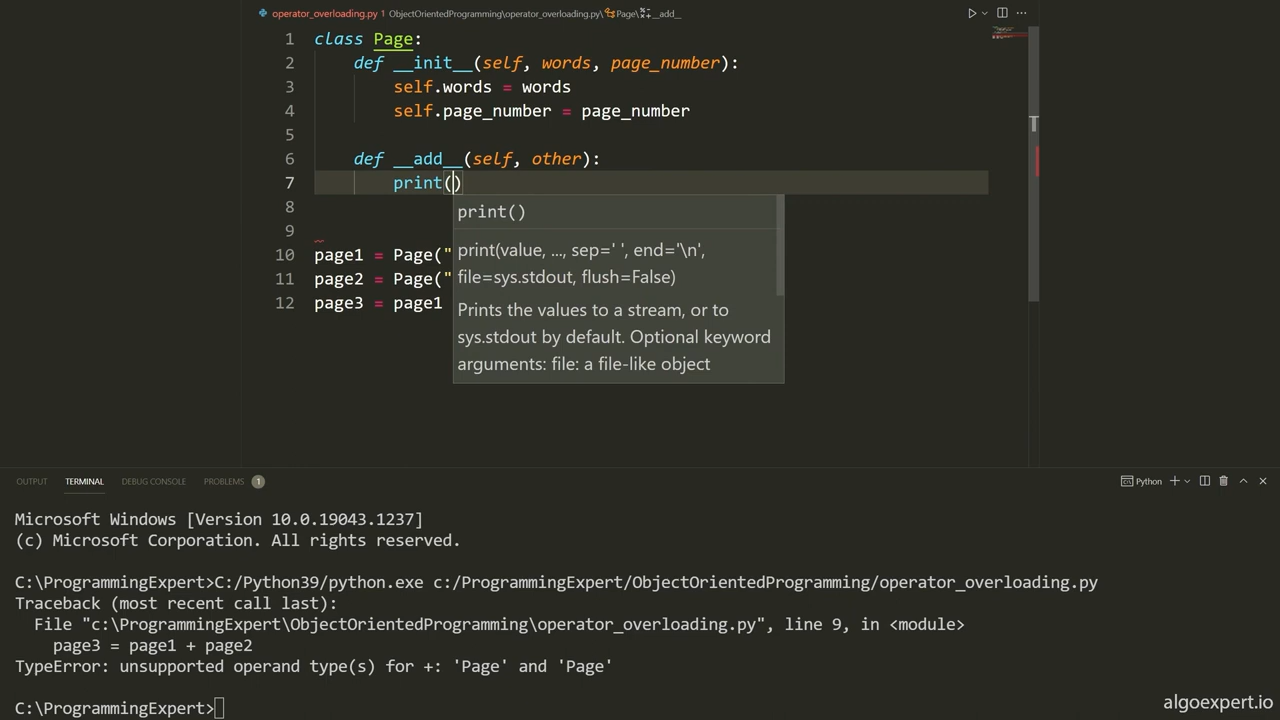 operator_overloading.py 1 ObjectOrientedProgramming\operator_overloading.py\Page\__add__
1 class Page:
2 def __init__(self, words, page_number):
3 self.words = words
4 self.page_number = page_number
5
6 def __add__(self, other):
7 print()
8
9
10 page1 = Page("
11 page2 = Page("
12 page3 = page1
print()
print(value, ..., sep=' ', end='\n',
file=sys.stdout, flush=False)
Prints the values to a stream, or to
sys.stdout by default. Optional keyword
arguments: file: a file-like object
OUTPUT TERMINAL DEBUG CONSOLE PROBLEMS 1 Python
Microsoft Windows [Version 10.0.19043.1237]
(c) Microsoft Corporation. All rights reserved.
C:\ProgrammingExpert>C:/Python39/python.exe c:/ProgrammingExpert/ObjectOrientedProgramming/operator_overloading.py
Traceback (most recent call last):
File "c:\ProgrammingExpert\ObjectOrientedProgramming\operator_overloading.py", line 9, in <module>
page3 = page1 + page2
TypeError: unsupported operand type(s) for +: 'Page' and 'Page'
C:\ProgrammingExpert>
algoexpert.io